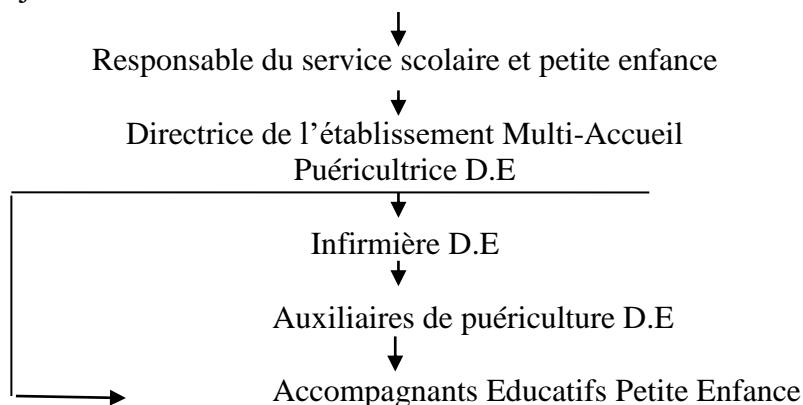 Responsable du service scolaire et petite enfance
Directrice de l’établissement Multi-Accueil
Puéricultrice D.E
Infirmière D.E
Auxiliaires de puériculture D.E
Accompagnants Educatifs Petite Enfance